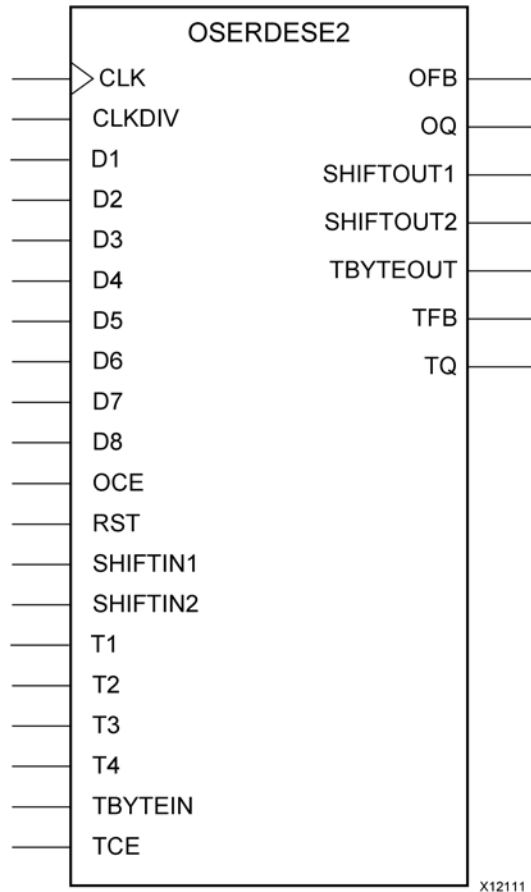 OSERDESE2
CLK
CLKDIV
D1
D2
D3
D4
D5
D6
D7
D8
OCE
RST
SHIFTIN1
SHIFTIN2
T1
T2
T3
T4
TBYTEIN
TCE
OFB
OQ
SHIFTOUT1
SHIFTOUT2
TBYTEOUT
TFB
TQ
X12111